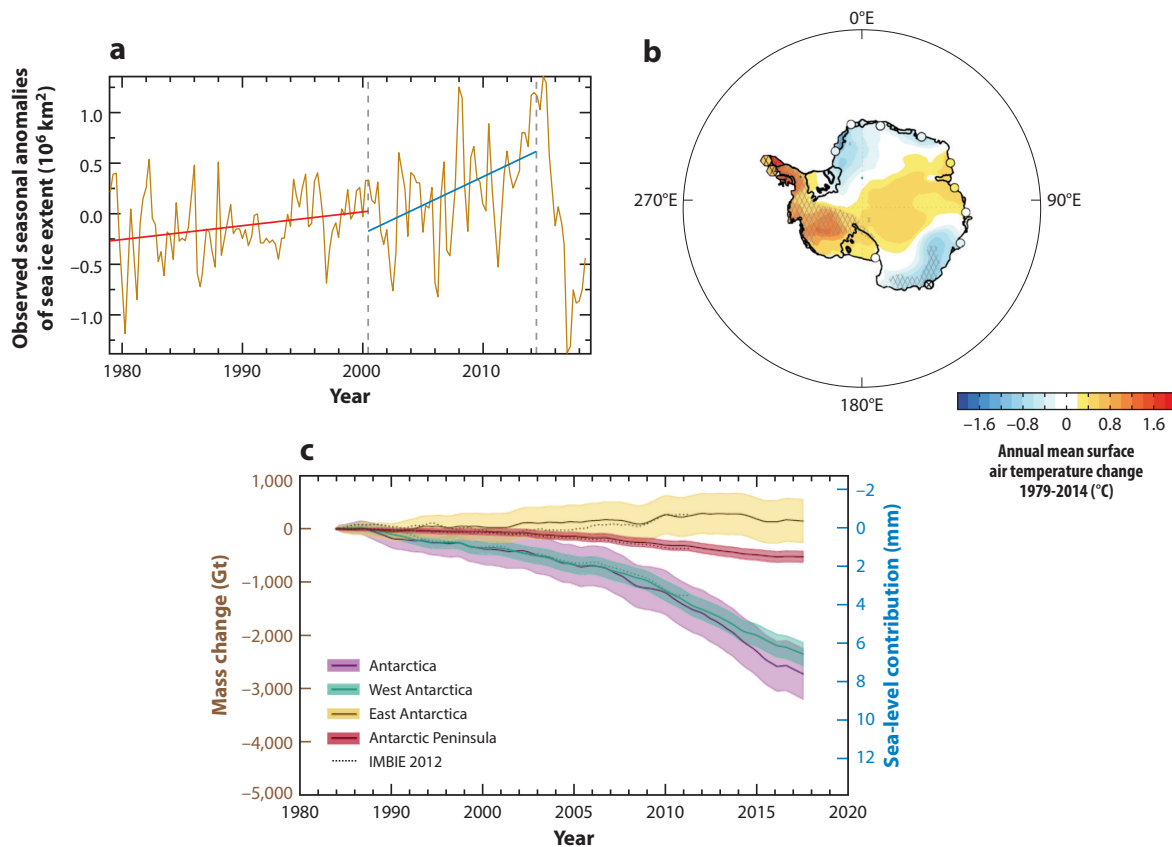 a
Observed seasonal anomalies
of sea ice extent (10⁶ km²)
1.0
0.5
0.0
−0.5
−1.0
1980 1990 2000 2010
Year
b
0°E
270°E
90°E
180°E
−1.6 −0.8 0 0.8 1.6
Annual mean surface
air temperature change
1979-2014 (°C)
c
Mass change (Gt)
1,000
0
−1,000
−2,000
−3,000
−4,000
−5,000
Antarctica
West Antarctica
East Antarctica
Antarctic Peninsula
IMBIE 2012
−2
0
2
4
6
8
10
12
Sea-level contribution (mm)
1980 1990 2000 2005 2010 2015 2020
Year